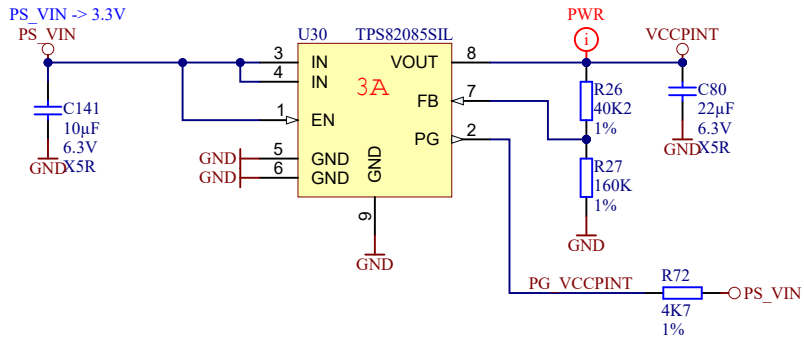 PS_VIN -> 3.3V
PS_VIN
U30
TPS82085SIL
PWR
i
VCCPINT
3
IN
4
IN
3A
VOUT
8
C141
10µF
6.3V
X5R
GND
1
EN
FB
7
PG
2
R26
40K2
1%
C80
22µF
6.3V
X5R
GND
GND
5
GND
GND
6
GND
GND
9
GND
R27
160K
1%
GND
PG_VCCPINT
R72
4K7
1%
PS_VIN